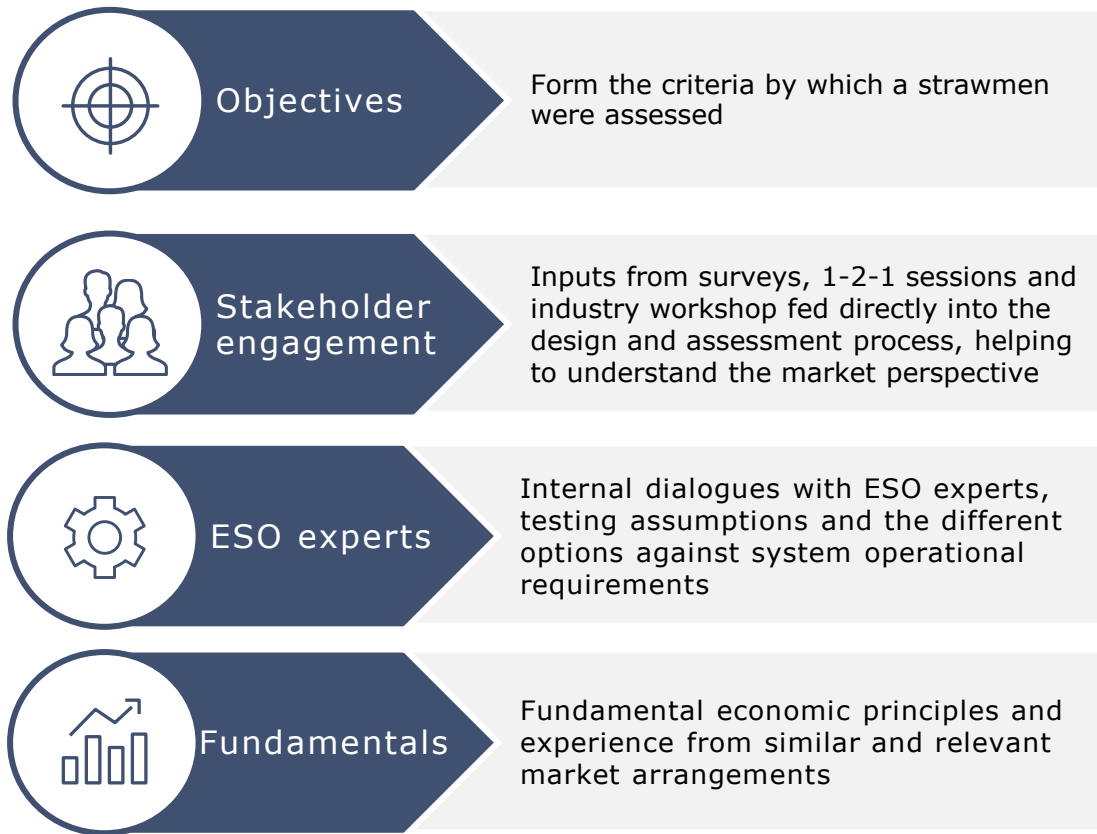 Objectives
Form the criteria by which a strawmen
were assessed
Stakeholder
engagement
Inputs from surveys, 1-2-1 sessions and
industry workshop fed directly into the
design and assessment process, helping
to understand the market perspective
ESO experts
Internal dialogues with ESO experts,
testing assumptions and the different
options against system operational
requirements
Fundamentals
Fundamental economic principles and
experience from similar and relevant
market arrangements